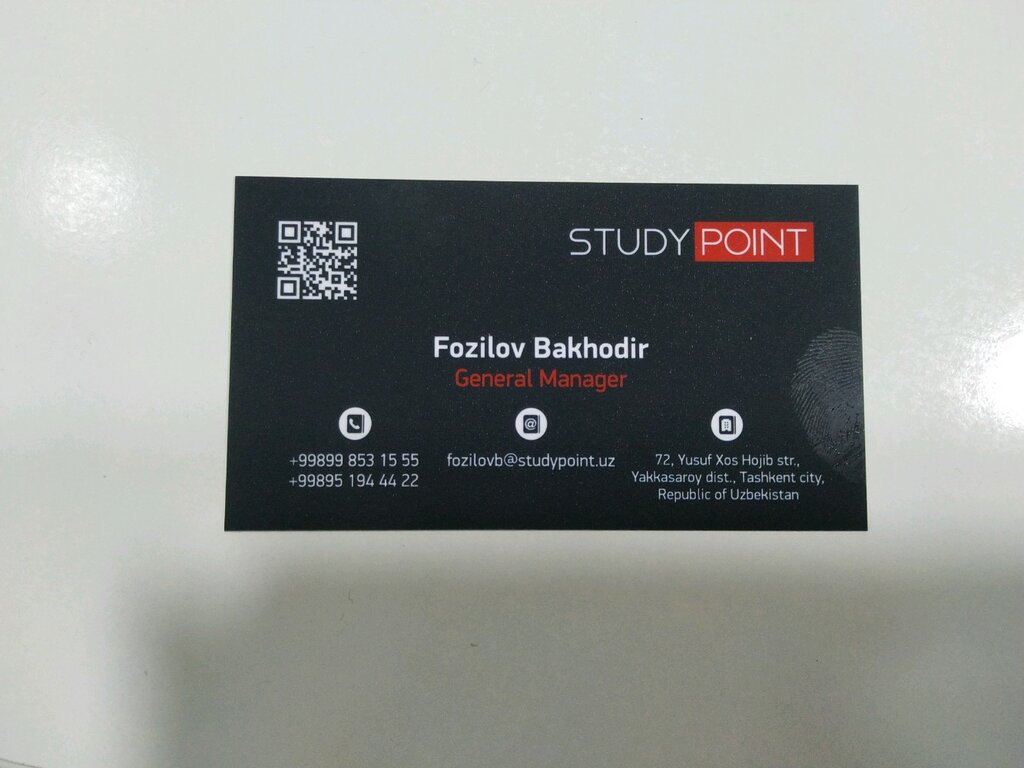 STUDY POINT
Fozilov Bakhodir
General Manager
+99899 853 15 55
+99895 194 44 22
@
fozilovb@studypoint.uz
72, Yusuf Xos Hojib str.,
Yakkasaroy dist., Tashkent city,
Republic of Uzbekistan